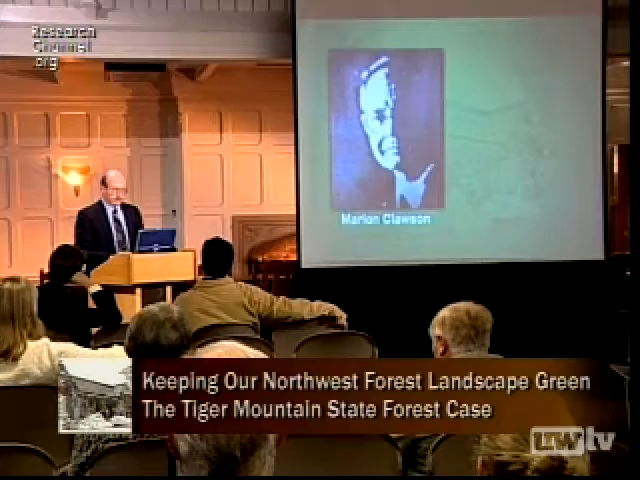 Research
Channel
.org
Marion Clawson
Keeping Our Northwest Forest Landscape Green
The Tiger Mountain State Forest Case
UWtv